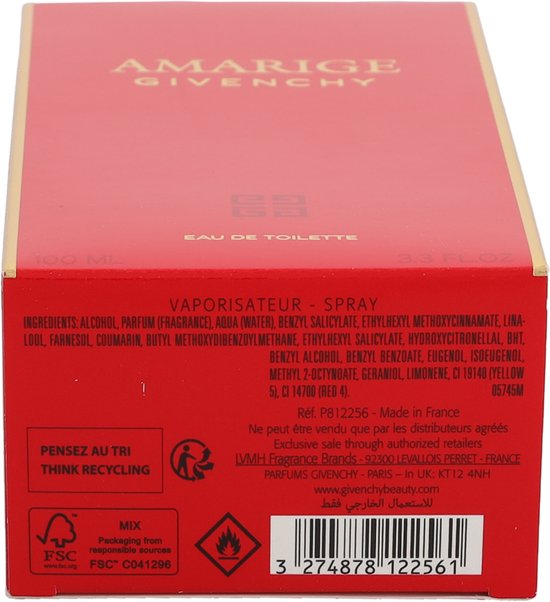 AMARIGE
GIVENCHY
EAU DE TOILETTE
100 ML 3.3 FL.OZ
VAPORISATEUR - SPRAY
INGREDIENTS: ALCOHOL, PARFUM (FRAGRANCE), AQUA (WATER), BENZYL SALICYLATE, ETHYLHEXYL METHOXYCINNAMATE, LINA-
LOOL, FARNESOL, COUMARIN, BUTYL METHOXYDIBENZOYLMETHANE, ETHYLHEXYL SALICYLATE, HYDROXYCITRONELLAL, BHT,
BENZYL ALCOHOL, BENZYL BENZOATE, EUGENOL, ISOEUGENOL,
METHYL 2-OCTYNOATE, GERANIOL, LIMONENE, CI 19140 (YELLOW
5), CI 14700 (RED 4). 05745M
Réf. P812256 - Made in France
Ne peut être vendu que par les distributeurs agréés
Exclusive sale through authorized retailers
LVMH Fragrance Brands - 92300 LEVALLOIS PERRET - FRANCE
PARFUMS GIVENCHY - In UK: KT12 4NH
www.givenchybeauty.com
للاستعمال الخارجي فقط
PENSEZ AU TRI
THINK RECYCLING
FSC
www.fsc.org
MIX
Packaging from
responsible sources
FSC™ C041296
3 274878 122561